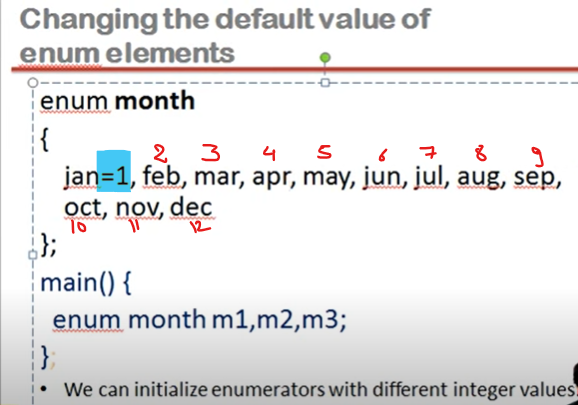 Changing the default value of
enum elements
enum month
{
2 3 4 5 6 7 8 9
jan=1, feb, mar, apr, may, jun, jul, aug, sep,
oct, nov, dec
10 11 12
};
main() {
enum month m1,m2,m3;
};
• We can initialize enumerators with different integer values